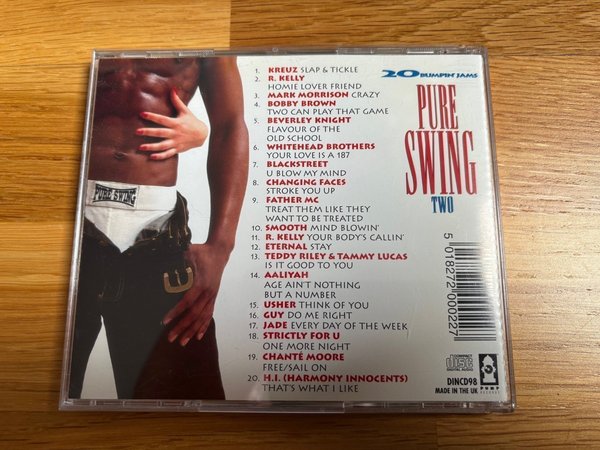 20 BUMPIN' JAMS
PURE
SWING
TWO
1. KREUZ SLAP & TICKLE
2. R. KELLY
HOMIE LOVER FRIEND
3. MARK MORRISON CRAZY
4. BOBBY BROWN
TWO CAN PLAY THAT GAME
5. BEVERLEY KNIGHT
FLAVOUR OF THE
OLD SCHOOL
6. WHITEHEAD BROTHERS
YOUR LOVE IS A 187
7. BLACKSTREET
U BLOW MY MIND
8. CHANGING FACES
STROKE YOU UP
9. FATHER MC
TREAT THEM LIKE THEY
WANT TO BE TREATED
10. SMOOTH MIND BLOWIN'
11. R. KELLY YOUR BODY'S CALLIN'
12. ETERNAL STAY
13. TEDDY RILEY & TAMMY LUCAS
IS IT GOOD TO YOU
14. AALIYAH
AGE AIN'T NOTHING
BUT A NUMBER
15. USHER THINK OF YOU
16. GUY DO ME RIGHT
17. JADE EVERY DAY OF THE WEEK
18. STRICTLY FOR U
ONE MORE NIGHT
19. CHANTÉ MOORE
FREE/SAIL ON
20. H.I. (HARMONY INNOCENTS)
THAT'S WHAT I LIKE
PURE SWING
5 018272 000227
DINCD98
MADE IN THE UK
PUMP
RECORDS